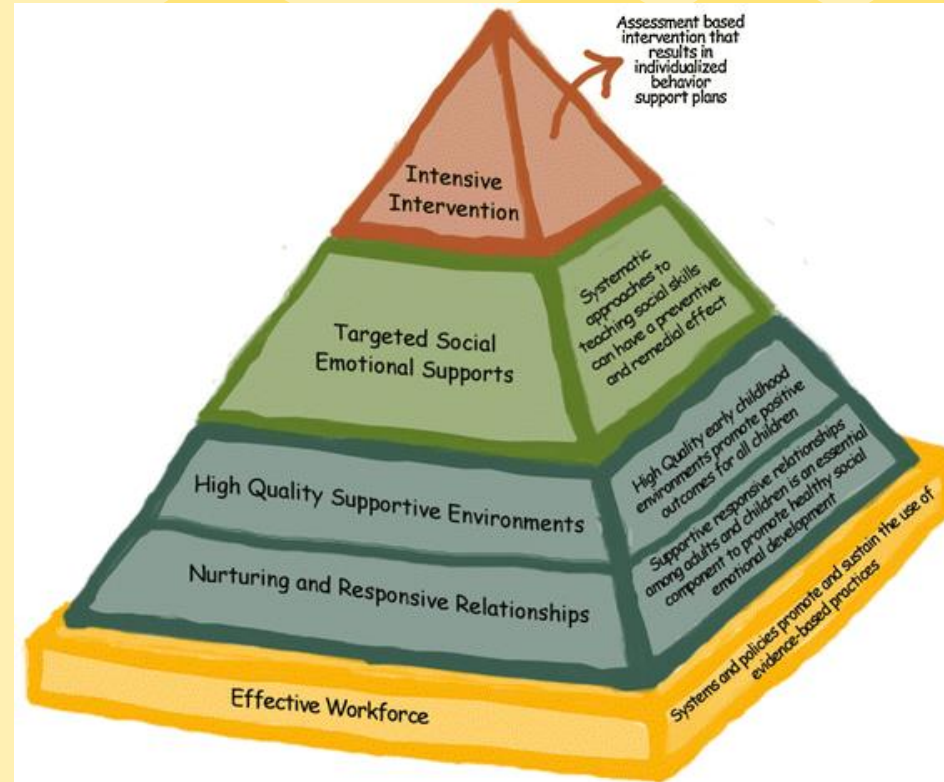 Assessment based
intervention that
results in
individualized
behavior
support plans
Intensive
Intervention
Systematic
approaches to
teaching social skills
can have a preventive
and remedial effect
Targeted Social
Emotional Supports
High Quality early childhood
environments promote positive
outcomes for all children
High Quality Supportive Environments
Supportive responsive relationships
among adults and children is an essential
component to promote healthy social
emotional development
Nurturing and Responsive Relationships
Systems and policies promote and sustain the use of
evidence-based practices
Effective Workforce